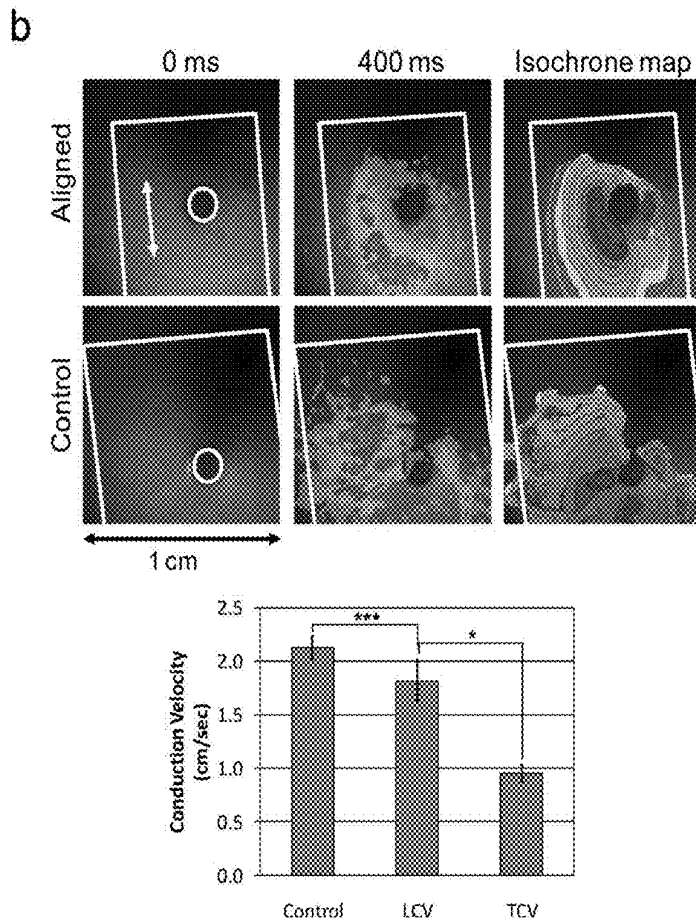 b
0 ms
400 ms
Isochrone map
Aligned
Control
1 cm
Conduction Velocity
(cm/sec)
2.5
2.0
1.5
1.0
0.5
0.0
***
*
Control
LCV
TCV